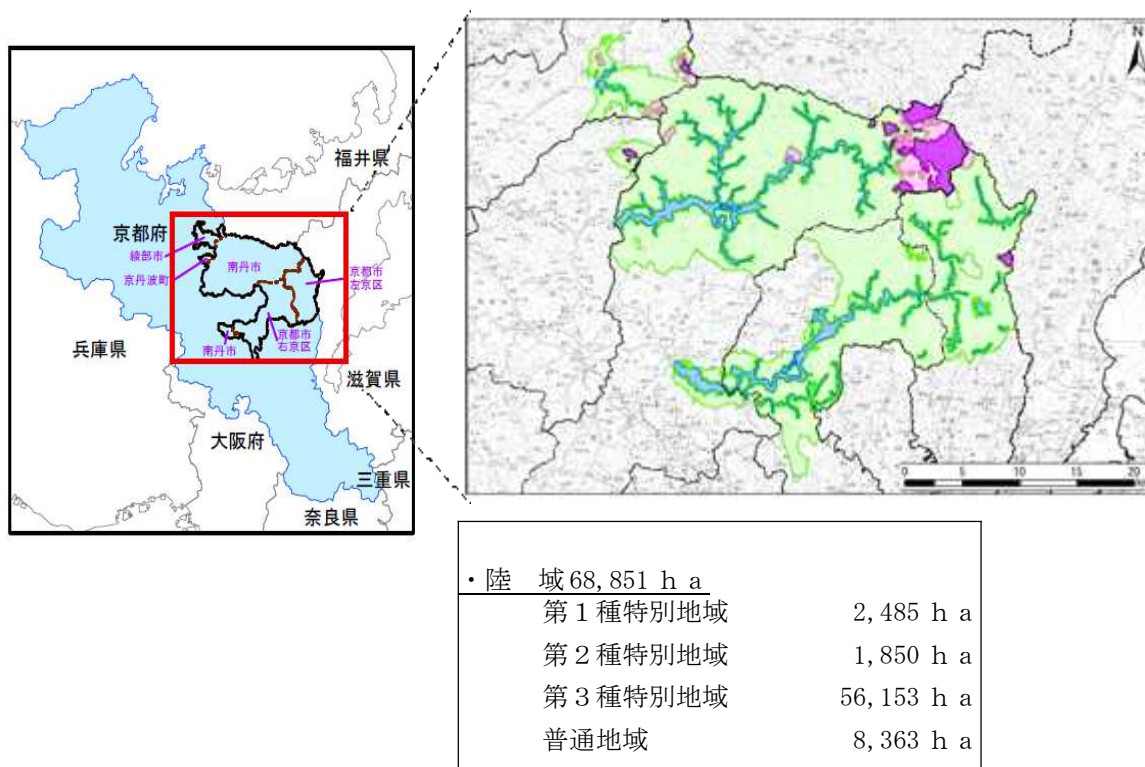 福井県
京都府
綾部市
京丹波町
南丹市
京都市
左京区
南丹市
京都市
右京区
兵庫県
滋賀県
大阪府
三重県
奈良県
N
0 5 10 15 20
・陸 域68,851 ha
第1種特別地域 2,485 ha
第2種特別地域 1,850 ha
第3種特別地域 56,153 ha
普通地域 8,363 ha